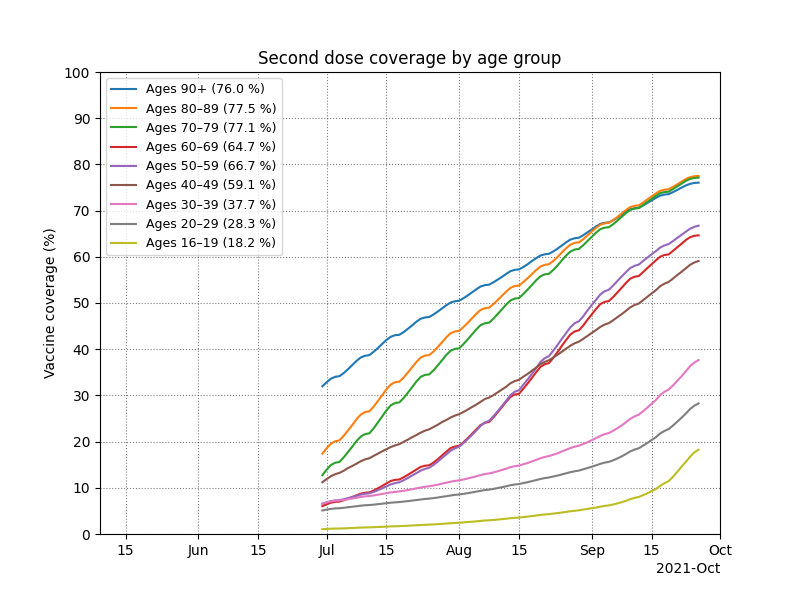 Second dose coverage by age group
Vaccine coverage (%)
100
90
80
70
60
50
40
30
20
10
0
Ages 90+ (76.0 %)
Ages 80–89 (77.5 %)
Ages 70–79 (77.1 %)
Ages 60–69 (64.7 %)
Ages 50–59 (66.7 %)
Ages 40–49 (59.1 %)
Ages 30–39 (37.7 %)
Ages 20–29 (28.3 %)
Ages 16–19 (18.2 %)
15 Jun 15 Jul 15 Aug 15 Sep 15 Oct
2021-Oct